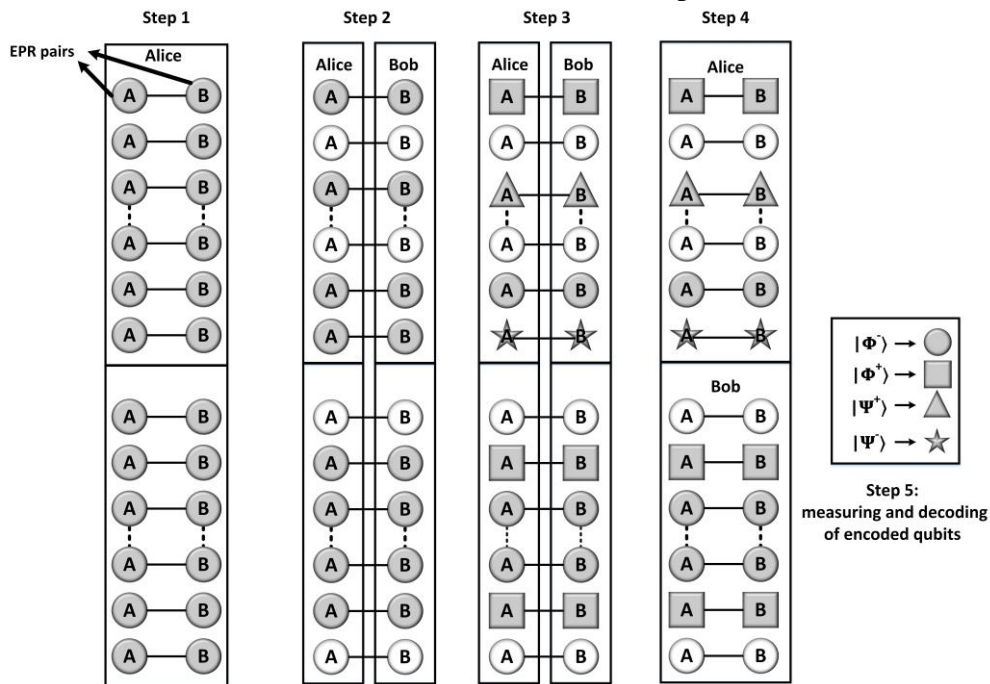 Step 1 Step 2 Step 3 Step 4
EPR pairs
Alice Alice Bob Alice Bob Alice
A B A B A B A B
A B A B A B A B
A B A B A B A B
A B A B A B A B
A B A B A B A B
A B A B A B A B
Bob
A B A B A B A B
A B A B A B A B
A B A B A B A B
A B A B A B A B
A B A B A B A B
A B A B A B A B
|Φ⁻⟩ →
|Φ⁺⟩ →
|Ψ⁺⟩ →
|Ψ⁻⟩ →
Step 5:
measuring and decoding
of encoded qubits